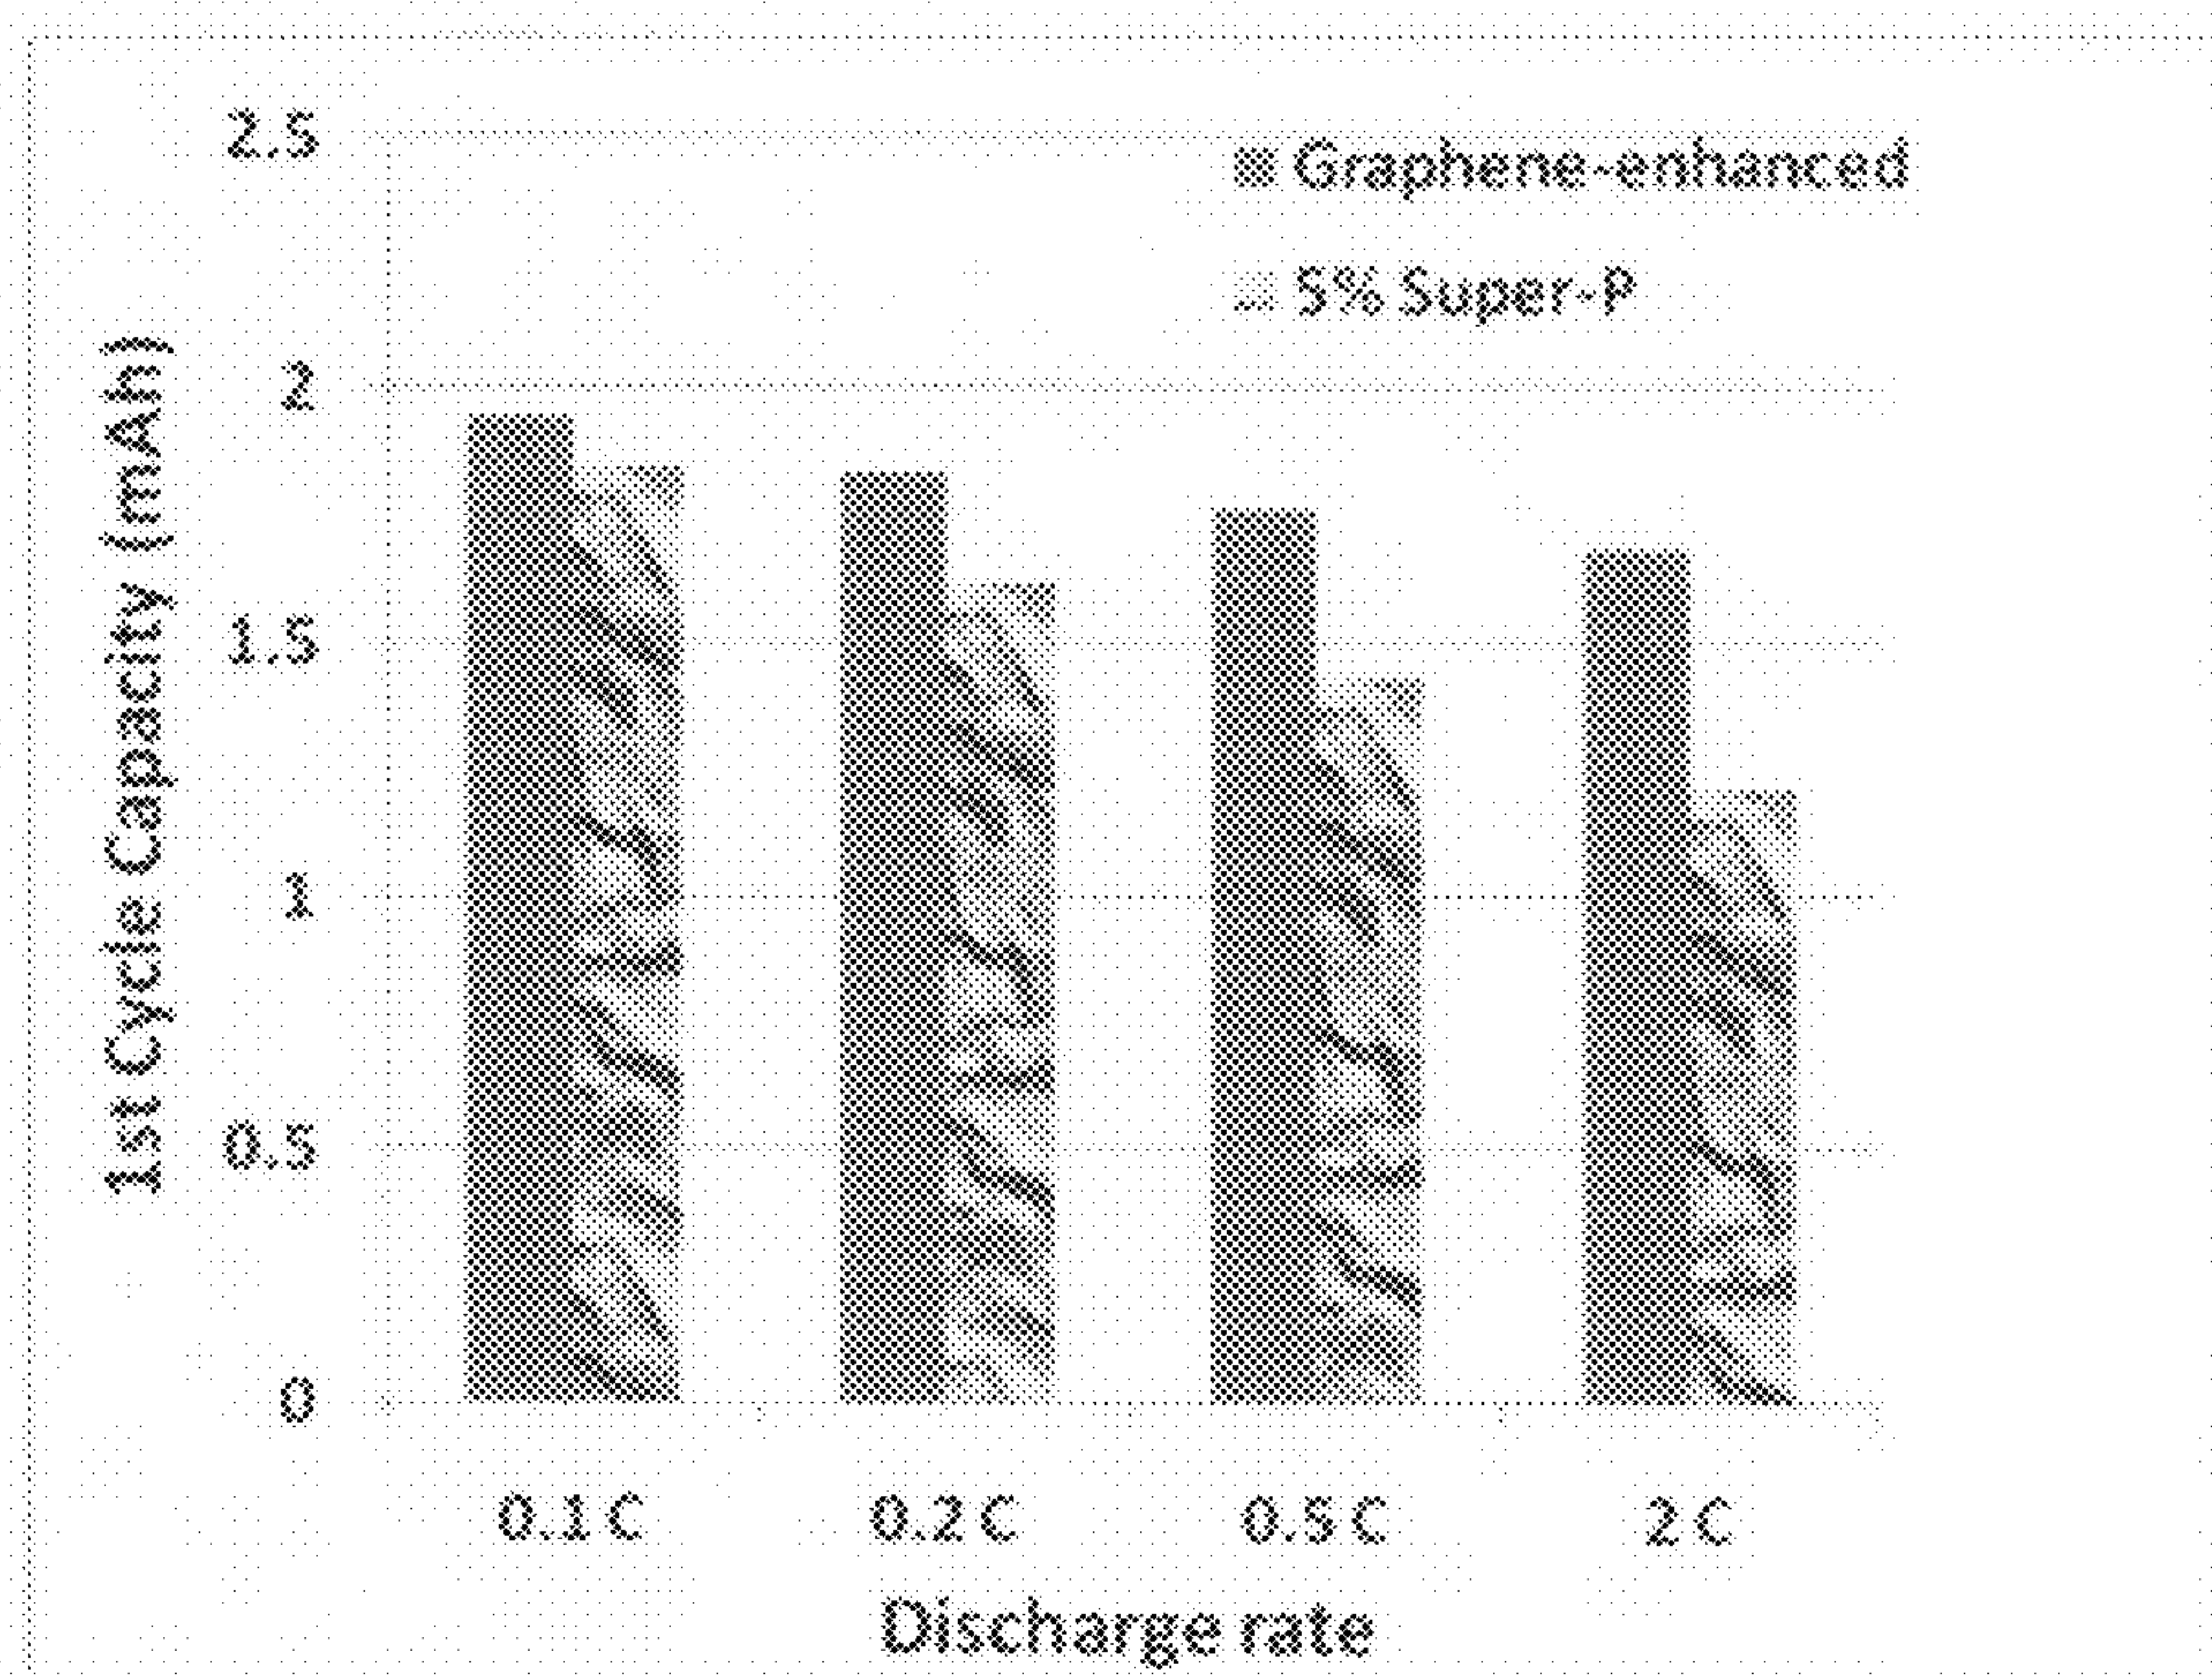 2.5
2
1.5
1
0.5
0
1st Cycle Capacity (mAh)
Graphene-enhanced
5% Super-P
0.1 C
0.2 C
0.5 C
2 C
Discharge rate